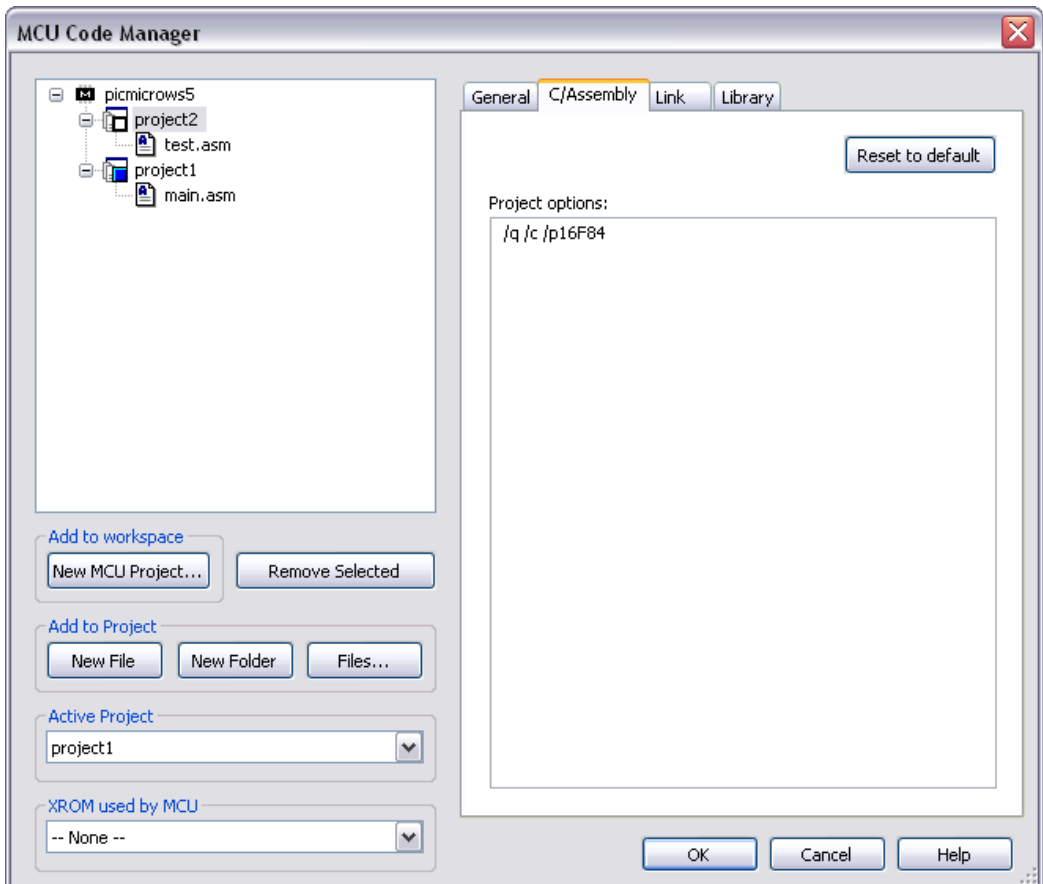 MCU Code Manager
picmicrows5
project2
test.asm
project1
main.asm
Add to workspace
New MCU Project...
Remove Selected
Add to Project
New File
New Folder
Files...
Active Project
project1
XROM used by MCU
-- None --
General
C/Assembly
Link
Library
Reset to default
Project options:
/q /c /p16F84
OK
Cancel
Help